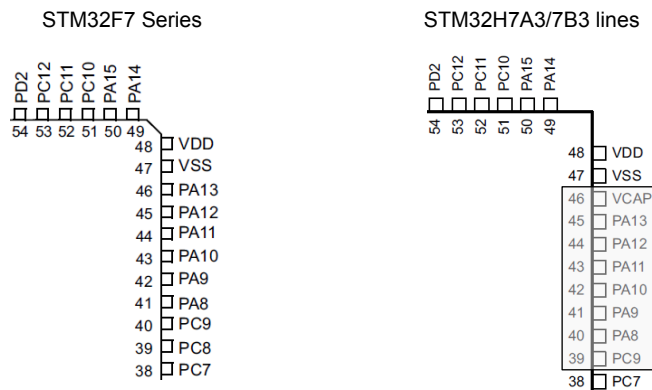 STM32F7 Series
PD2 PC12 PC11 PC10 PA15 PA14
54 53 52 51 50 49
48 VDD
47 VSS
46 PA13
45 PA12
44 PA11
43 PA10
42 PA9
41 PA8
40 PC9
39 PC8
38 PC7
STM32H7A3/7B3 lines
PD2 PC12 PC11 PC10 PA15 PA14
54 53 52 51 50 49
48 VDD
47 VSS
46 VCAP
45 PA13
44 PA12
43 PA11
42 PA10
41 PA9
40 PA8
39 PC9
38 PC7